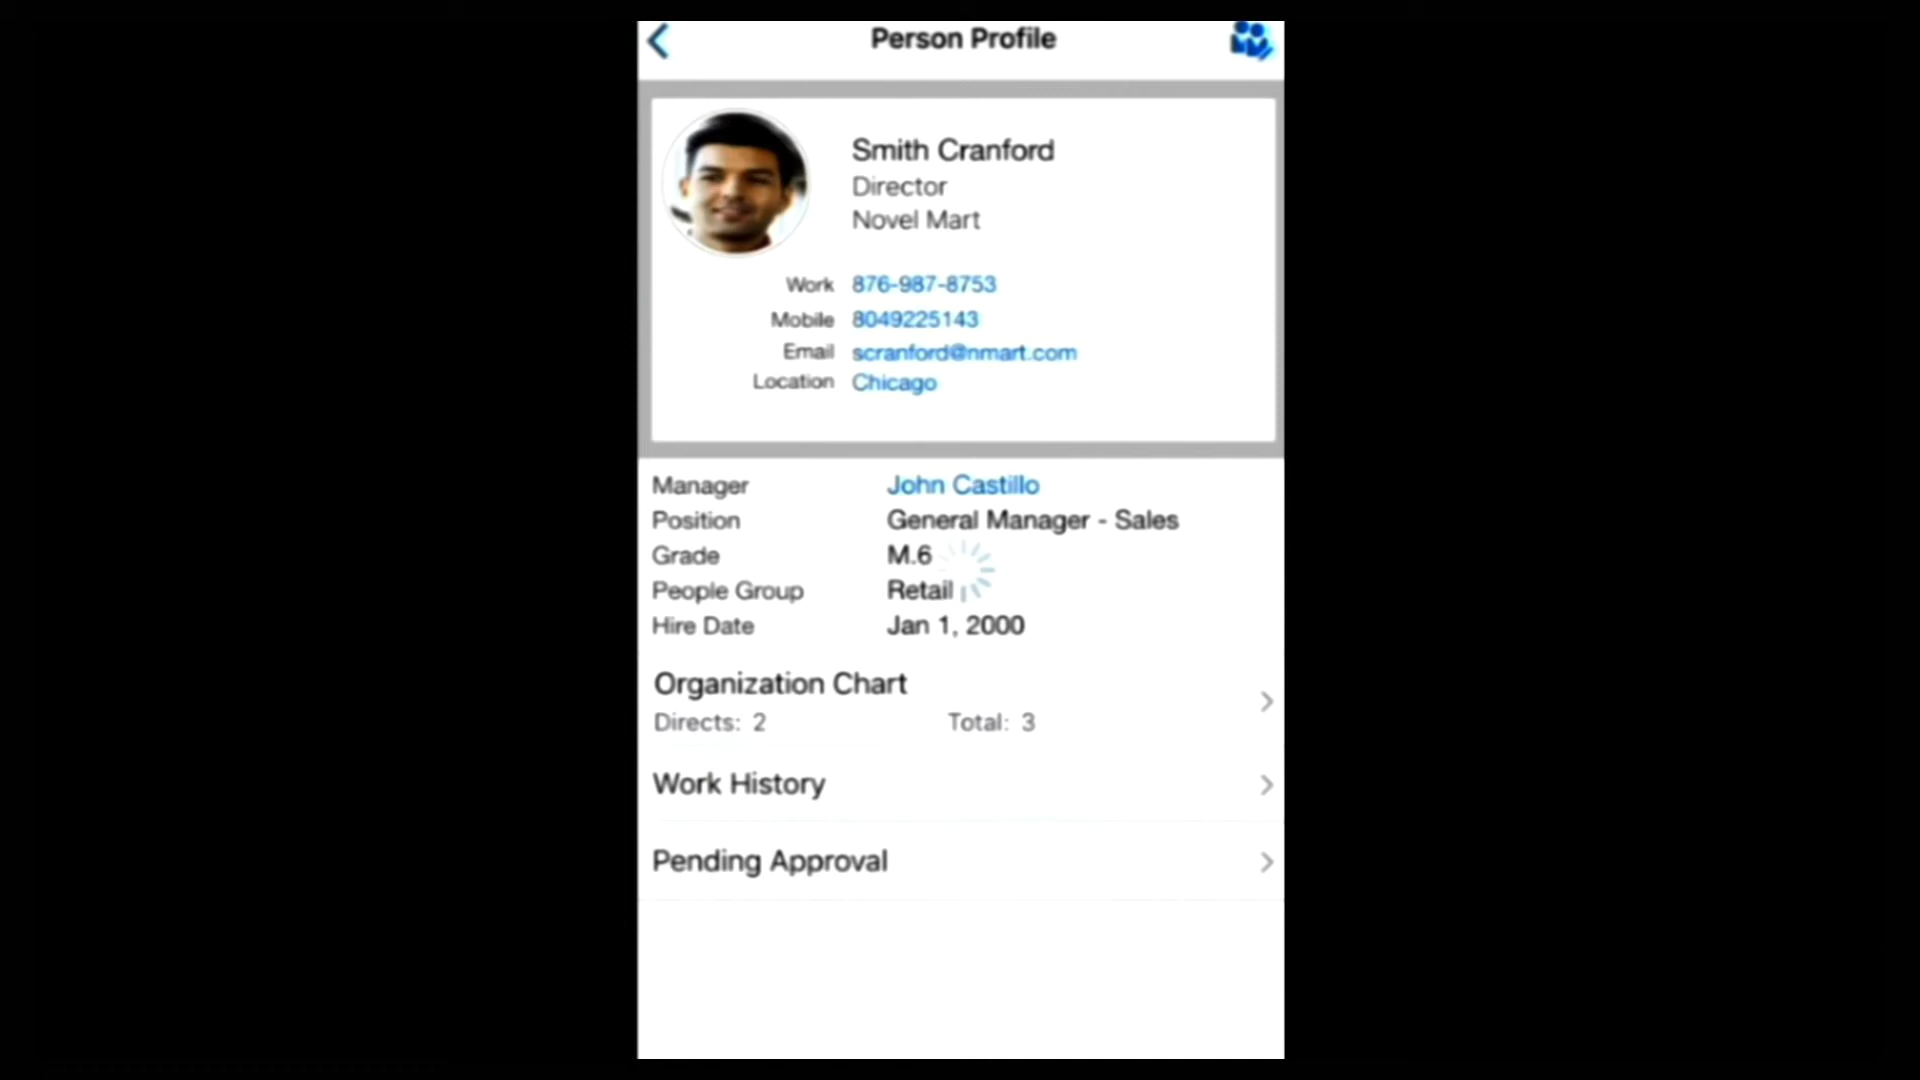 Person Profile
Smith Cranford
Director
Novel Mart
Work 876-987-8753
Mobile 8049225143
Email scranford@nmart.com
Location Chicago
Manager John Castillo
Position General Manager - Sales
Grade M.6
People Group Retail
Hire Date Jan 1, 2000
Organization Chart
Directs: 2 Total: 3
Work History
Pending Approval